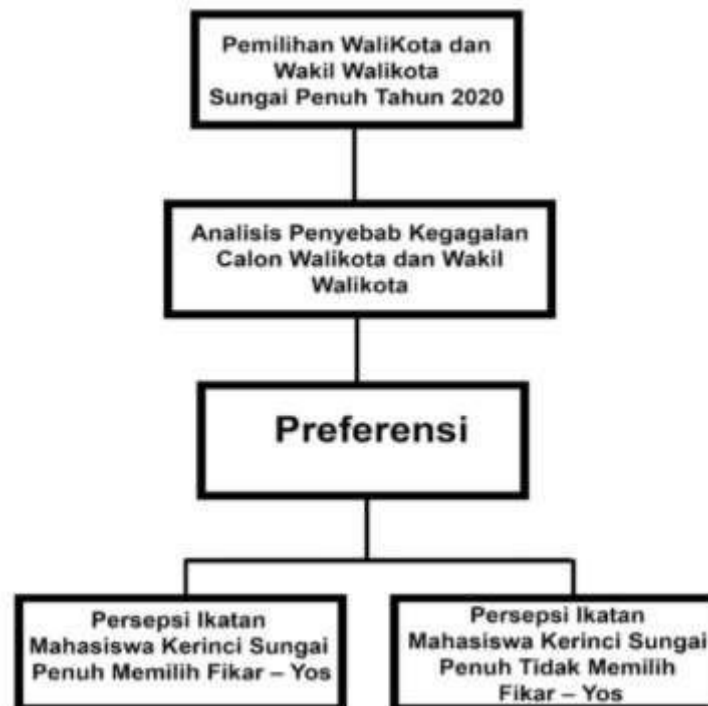 Pemilihan WaliKota dan
Wakil Walikota
Sungai Penuh Tahun 2020
Analisis Penyebab Kegagalan
Calon Walikota dan Wakil
Walikota
Preferensi
Persepsi Ikatan
Mahasiswa Kerinci Sungai
Penuh Memilih Fikar – Yos
Persepsi Ikatan
Mahasiswa Kerinci Sungai
Penuh Tidak Memilih
Fikar – Yos